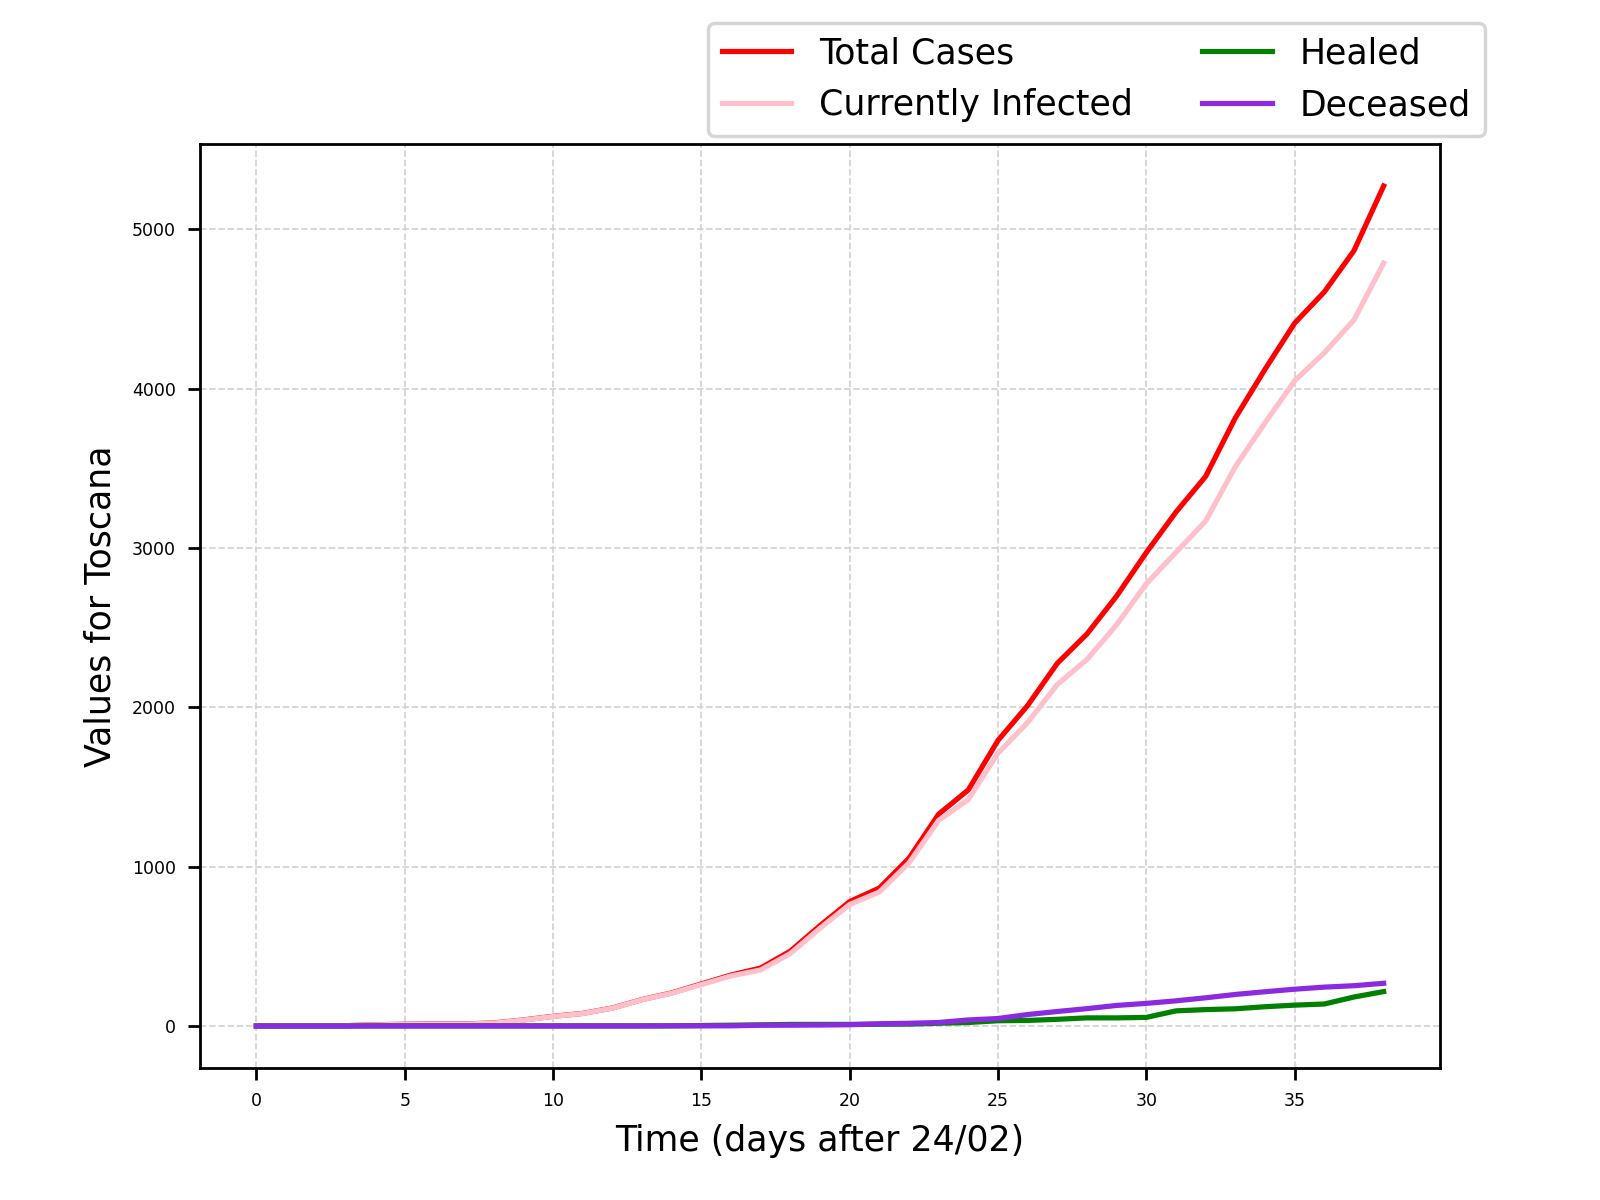 Total Cases
Currently Infected
Healed
Deceased
5000
4000
3000
2000
1000
0
Values for Toscana
0 5 10 15 20 25 30 35
Time (days after 24/02)